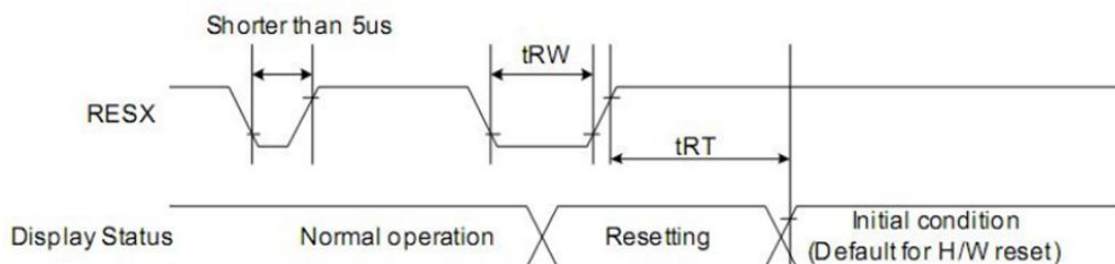 Shorter than 5us
tRW
RESX
tRT
Display Status
Normal operation
Resetting
Initial condition
(Default for H/W reset)